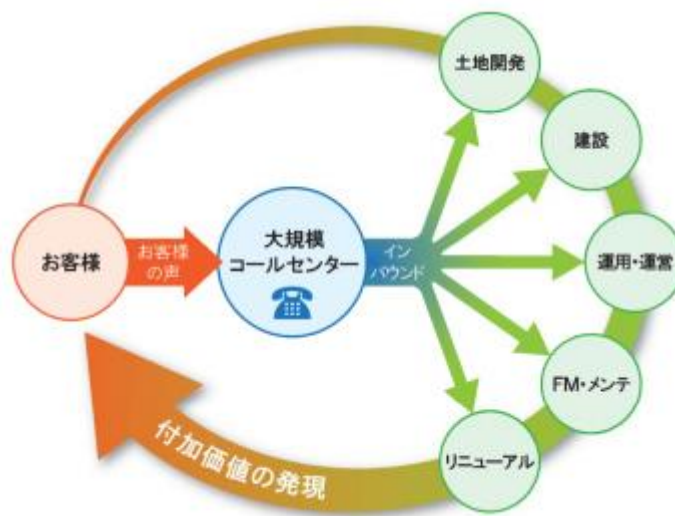 土地開発
建設
お客様
お客様
の声
大規模
コールセンター
イン
バウンド
運用・運営
FM・メンテ
リニューアル
付加価値の発現